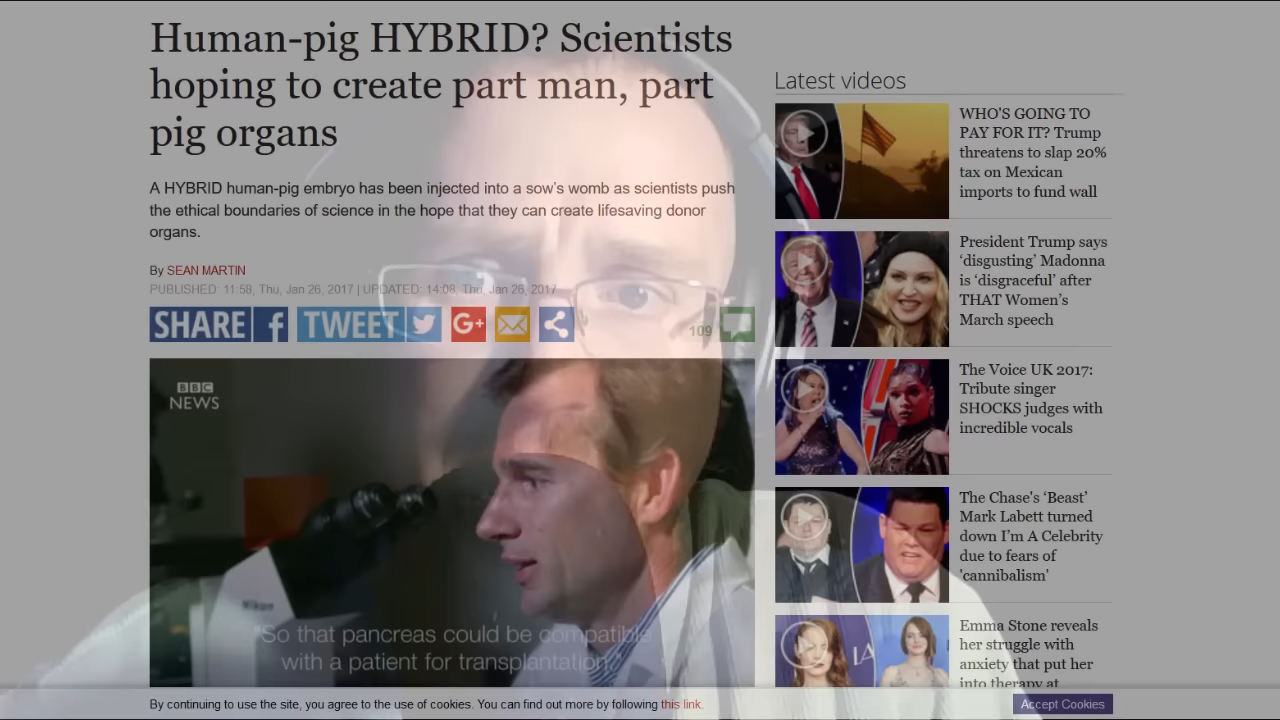 Human-pig HYBRID? Scientists
hoping to create part man, part
pig organs
A HYBRID human-pig embryo has been injected into a sow's womb as scientists push
the ethical boundaries of science in the hope that they can create lifesaving donor
organs.
By SEAN MARTIN
PUBLISHED: 11:58, Thu, Jan 26, 2017 | UPDATED: 14:08, Thu, Jan 26, 2017
SHARE f TWEET G+ 109
BBC
NEWS
Nikon
"So that pancreas could be compatible
with a patient for transplantation."
Latest videos
WHO'S GOING TO
PAY FOR IT? Trump
threatens to slap 20%
tax on Mexican
imports to fund wall
President Trump says
‘disgusting’ Madonna
is ‘disgraceful’ after
THAT Women’s
March speech
The Voice UK 2017:
Tribute singer
SHOCKS judges with
incredible vocals
The Chase's ‘Beast’
Mark Labett turned
down I’m A Celebrity
due to fears of
'cannibalism'
LA
Emma Stone reveals
her struggle with
anxiety that put her
into therapy at
By continuing to use the site, you agree to the use of cookies. You can find out more by following this link.
Accept Cookies